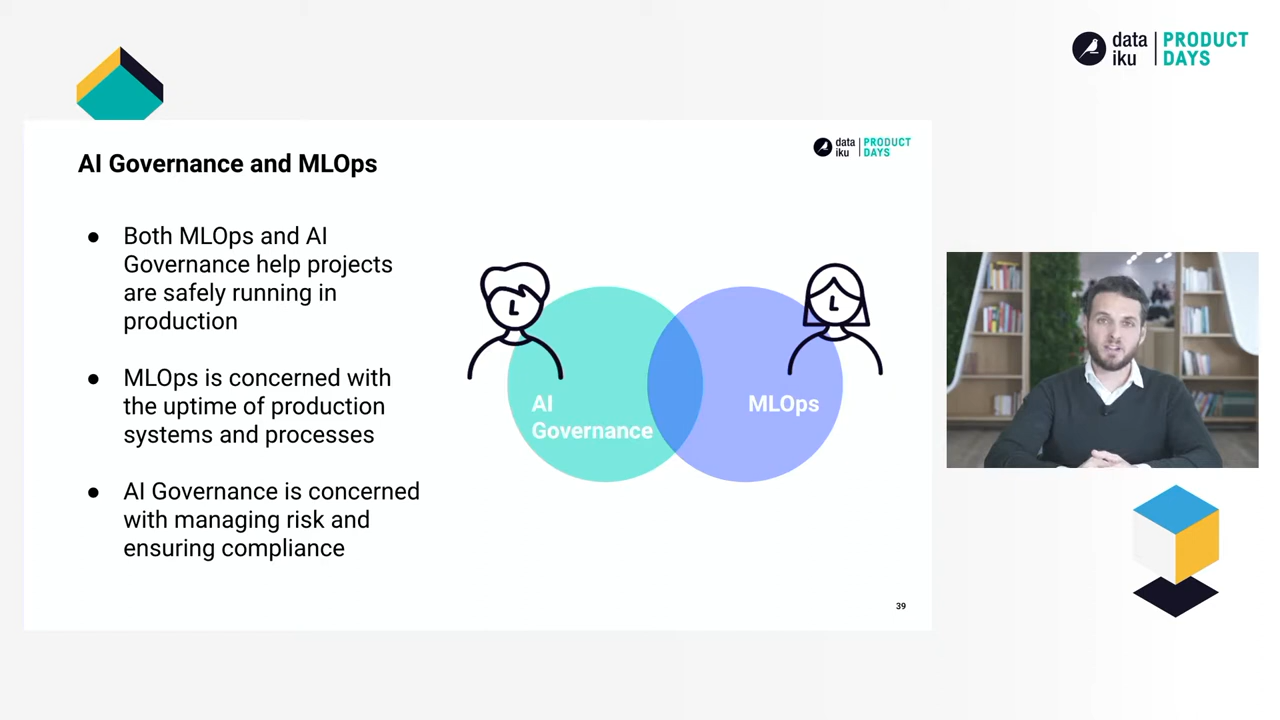 data iku | PRODUCT DAYS
AI Governance and MLOps
data iku | PRODUCT DAYS
● Both MLOps and AI
Governance help projects
are safely running in
production
● MLOps is concerned with
the uptime of production
systems and processes
● AI Governance is concerned
with managing risk and
ensuring compliance
AI
Governance
MLOps
39